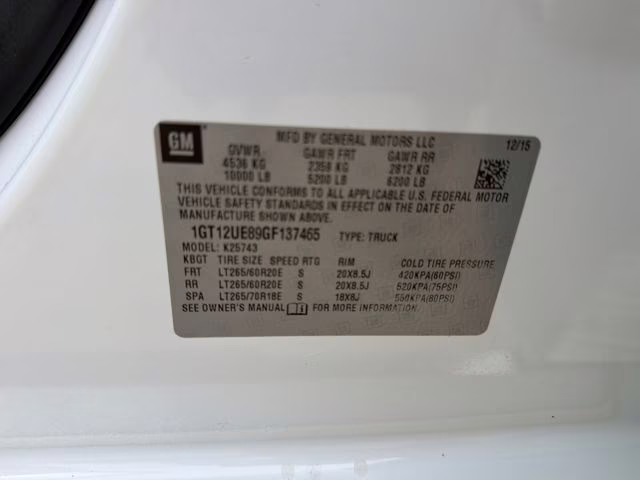 GM
MFD BY GENERAL MOTORS LLC 12/15
GVWR GAWR FRT GAWR RR
4536 KG 2358 KG 2812 KG
10000 LB 5200 LB 6200 LB
THIS VEHICLE CONFORMS TO ALL APPLICABLE U.S. FEDERAL MOTOR
VEHICLE SAFETY STANDARDS IN EFFECT ON THE DATE OF
MANUFACTURE SHOWN ABOVE.
1GT12UE89GF137465 TYPE: TRUCK
MODEL: K25743
KBGT TIRE SIZE SPEED RTG RIM COLD TIRE PRESSURE
FRT LT265/60R20E S 20X8.5J 420KPA(60PSI)
RR LT265/60R20E S 20X8.5J 520KPA(75PSI)
SPA LT265/70R18E S 18X8J 550KPA(80PSI)
SEE OWNER'S MANUAL FOR MORE INFORMATION.